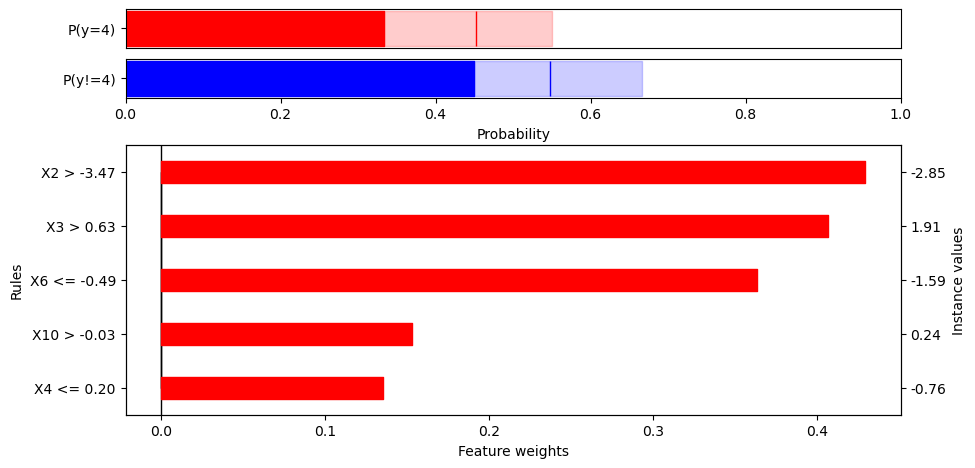 P(y=4)
P(y!=4)
0.0 0.2 0.4 0.6 0.8 1.0
Probability
X2 > -3.47 -2.85
X3 > 0.63 1.91
X6 <= -0.49 -1.59
X10 > -0.03 0.24
X4 <= 0.20 -0.76
Rules
Instance values
0.0 0.1 0.2 0.3 0.4
Feature weights